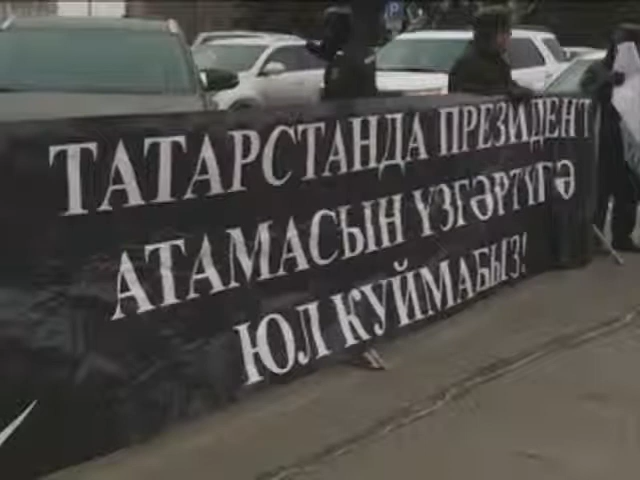 ТАТАРСТАНДА ПРЕЗИДЕНТ
АТАМАСЫН ҮЗГӘРТҮГӘ
ЮЛ КУЙМАБЫЗ!